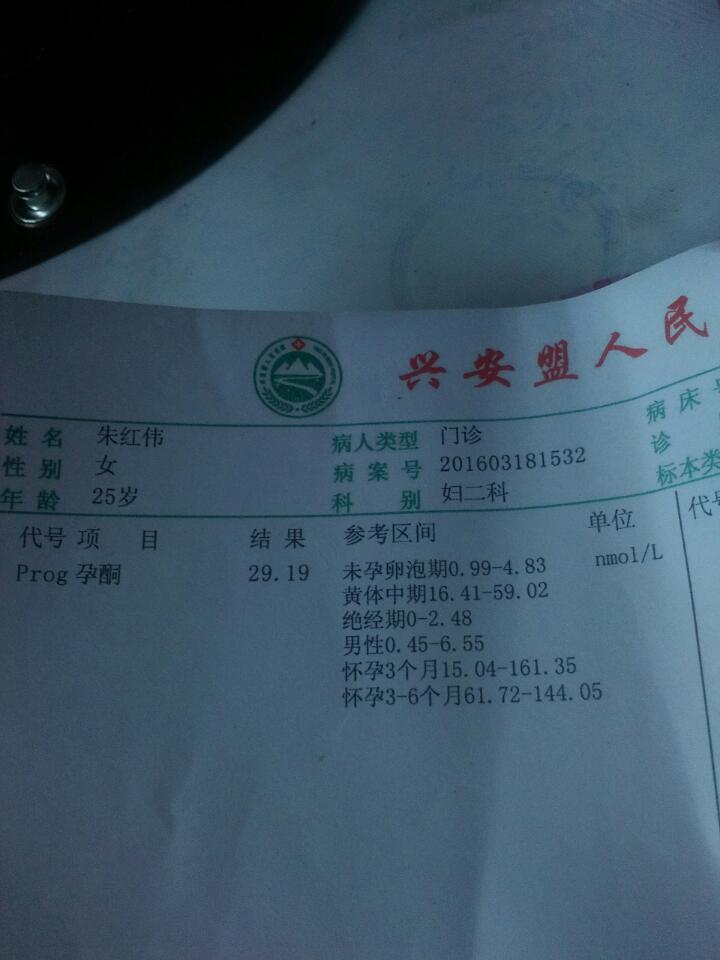 兴安盟人民
姓名 朱红伟 病人类型 门诊 病床号
性别 女 病案号 201603181532 诊
年龄 25岁 科别 妇二科 标本类
代号 项目 结果 参考区间 单位 代号
Prog 孕酮 29.19 未孕卵泡期0.99-4.83 nmol/L
黄体中期16.41-59.02
绝经期0-2.48
男性0.45-6.55
怀孕3个月15.04-161.35
怀孕3-6个月61.72-144.05